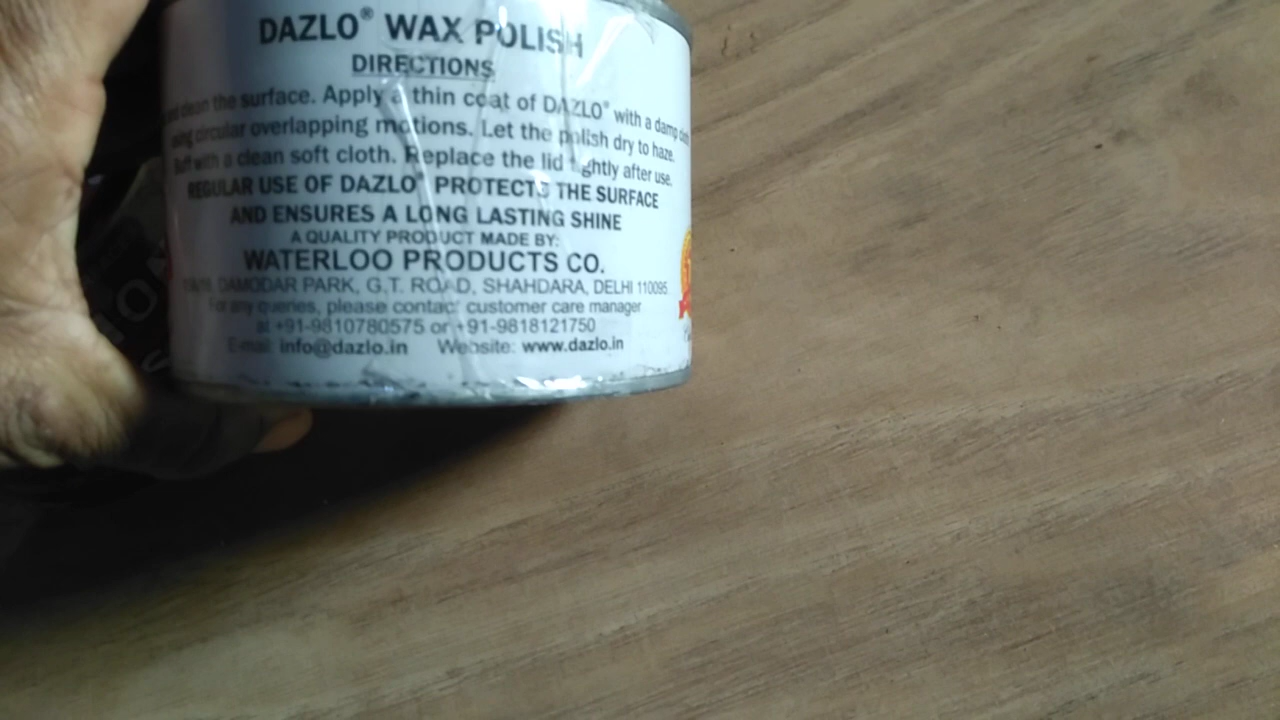 DAZLO® WAX POLISH
DIRECTIONS
clean the surface. Apply a thin coat of DAZLO® with a damp cloth
using circular overlapping motions. Let the polish dry to haze.
Buff with a clean soft cloth. Replace the lid tightly after use.
REGULAR USE OF DAZLO® PROTECTS THE SURFACE
AND ENSURES A LONG LASTING SHINE
A QUALITY PRODUCT MADE BY:
WATERLOO PRODUCTS CO.
DAMODAR PARK, G.T. ROAD, SHAHDARA, DELHI 110095
For any queries, please contact customer care manager
at +91-9810780575 or +91-9818121750
E-mail: info@dazlo.in Website: www.dazlo.in